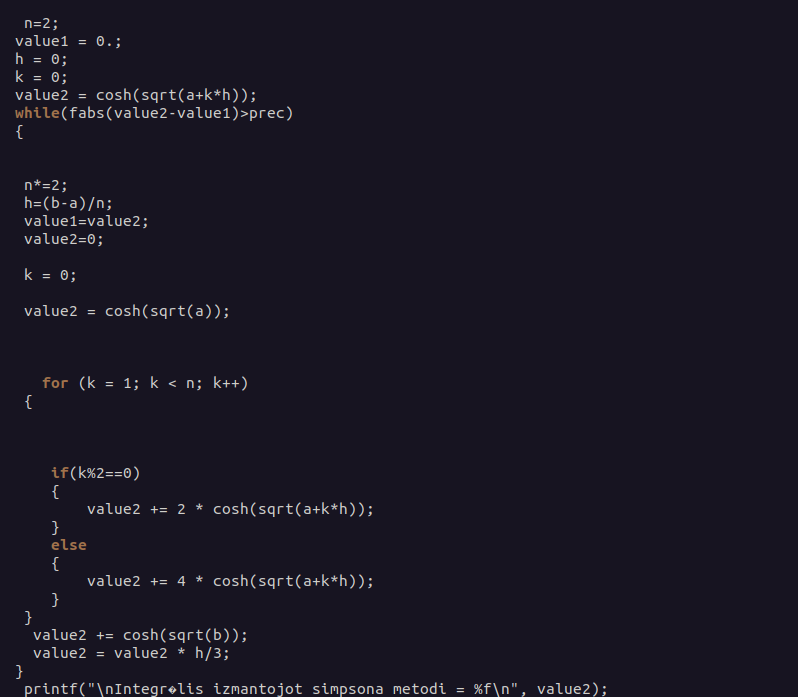 n=2;
value1 = 0.;
h = 0;
k = 0;
value2 = cosh(sqrt(a+k*h));
while(fabs(value2-value1)>prec)
{
n*=2;
h=(b-a)/n;
value1=value2;
value2=0;
k = 0;
value2 = cosh(sqrt(a));
for (k = 1; k < n; k++)
{
if(k%2==0)
{
value2 += 2 * cosh(sqrt(a+k*h));
}
else
{
value2 += 4 * cosh(sqrt(a+k*h));
}
}
value2 += cosh(sqrt(b));
value2 = value2 * h/3;
}
printf("\nIntegr�lis izmantojot simpsona metodi = %f\n", value2);